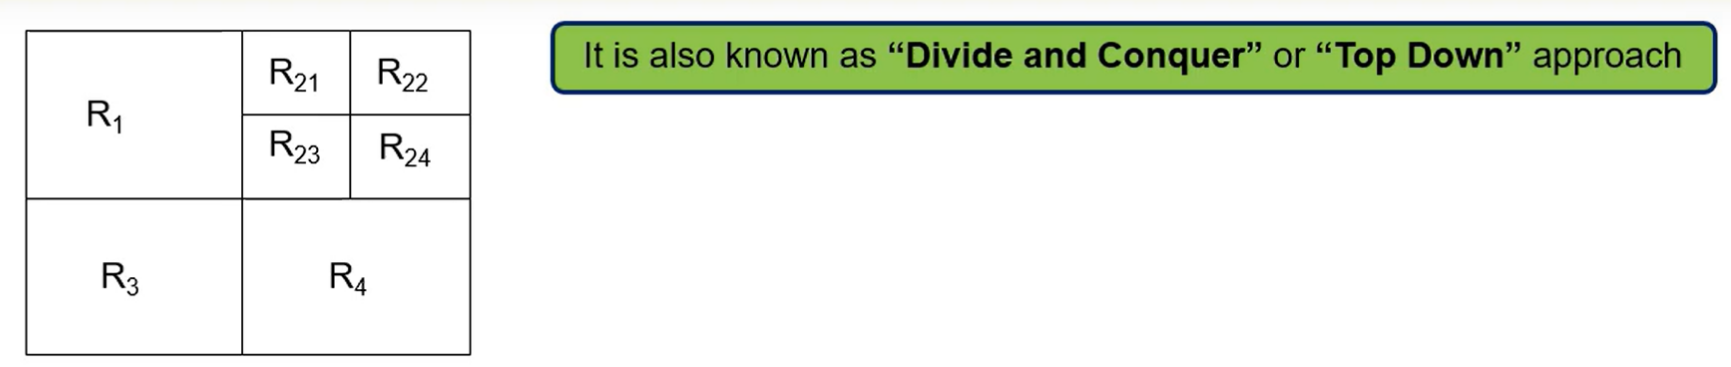 It is also known as “Divide and Conquer” or “Top Down” approach
R₂₁ R₂₂
R₁
R₂₃ R₂₄
R₃ R₄